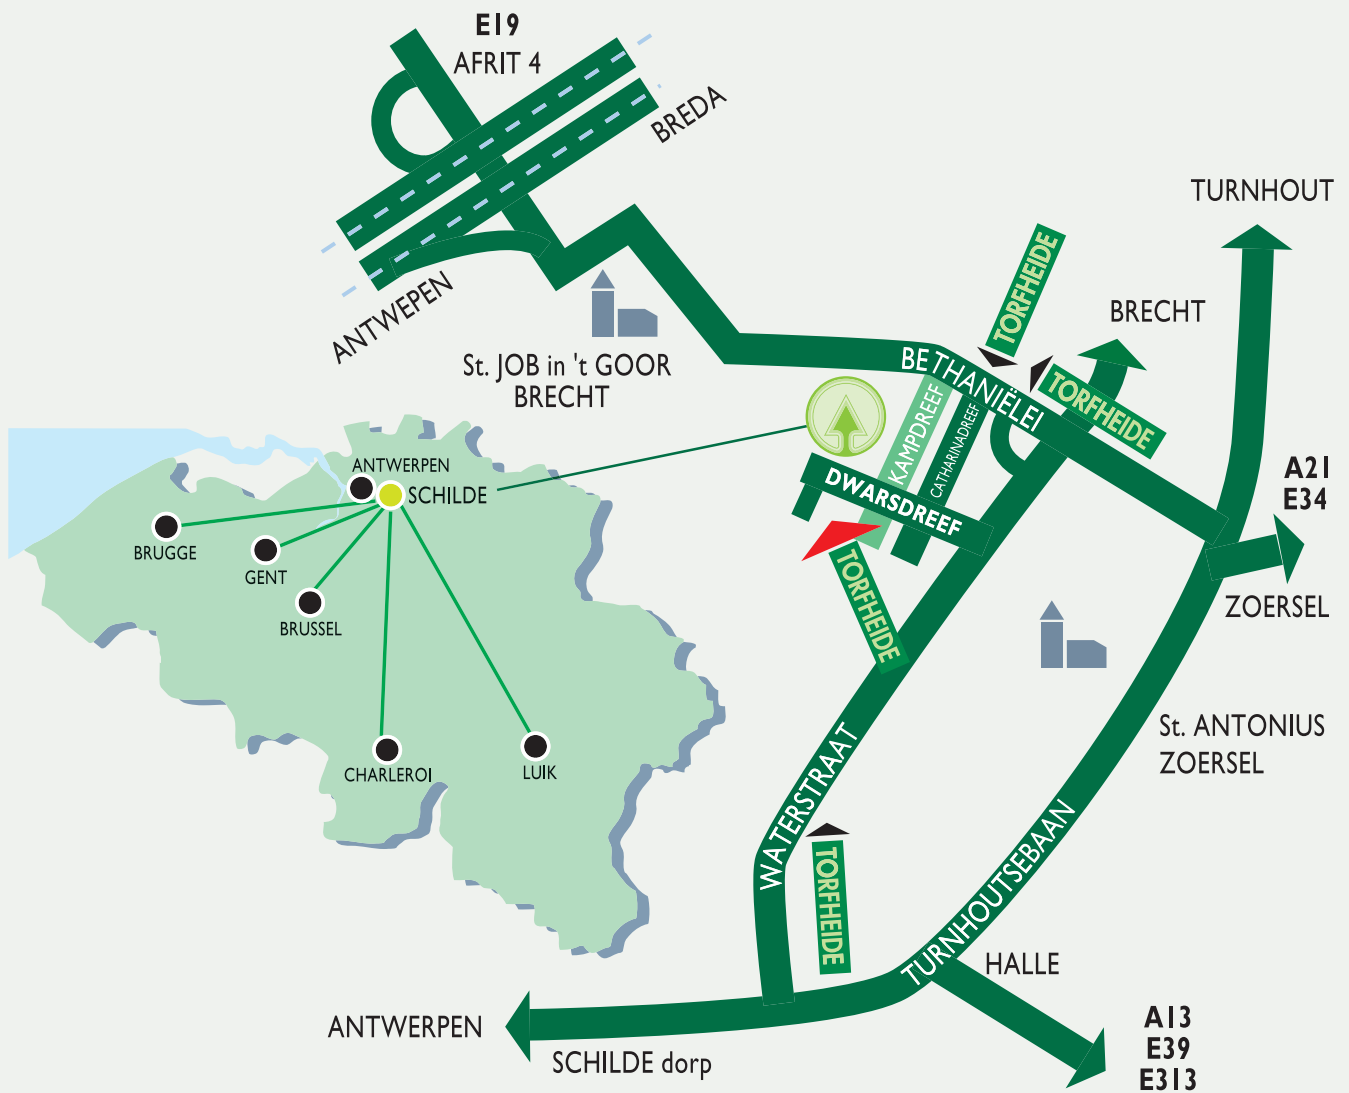 E19
AFRIT 4
BREDA
ANTWEPEN
TURNHOUT
TORFHEIDE
BRECHT
St. JOB in 't GOOR
BRECHT
BETHANIËLEI
TORFHEIDE
KAMPDREEF
CATHARINADREEF
DWARSDREEF
ANTWERPEN
SCHILDE
BRUGGE
GENT
BRUSSEL
CHARLEROI
LUIK
A21
E34
ZOERSEL
TORFHEIDE
St. ANTONIUS
ZOERSEL
WATERSTRAAT
TORFHEIDE
TURNHOUTSEBAAN
HALLE
ANTWERPEN
SCHILDE dorp
A13
E39
E313